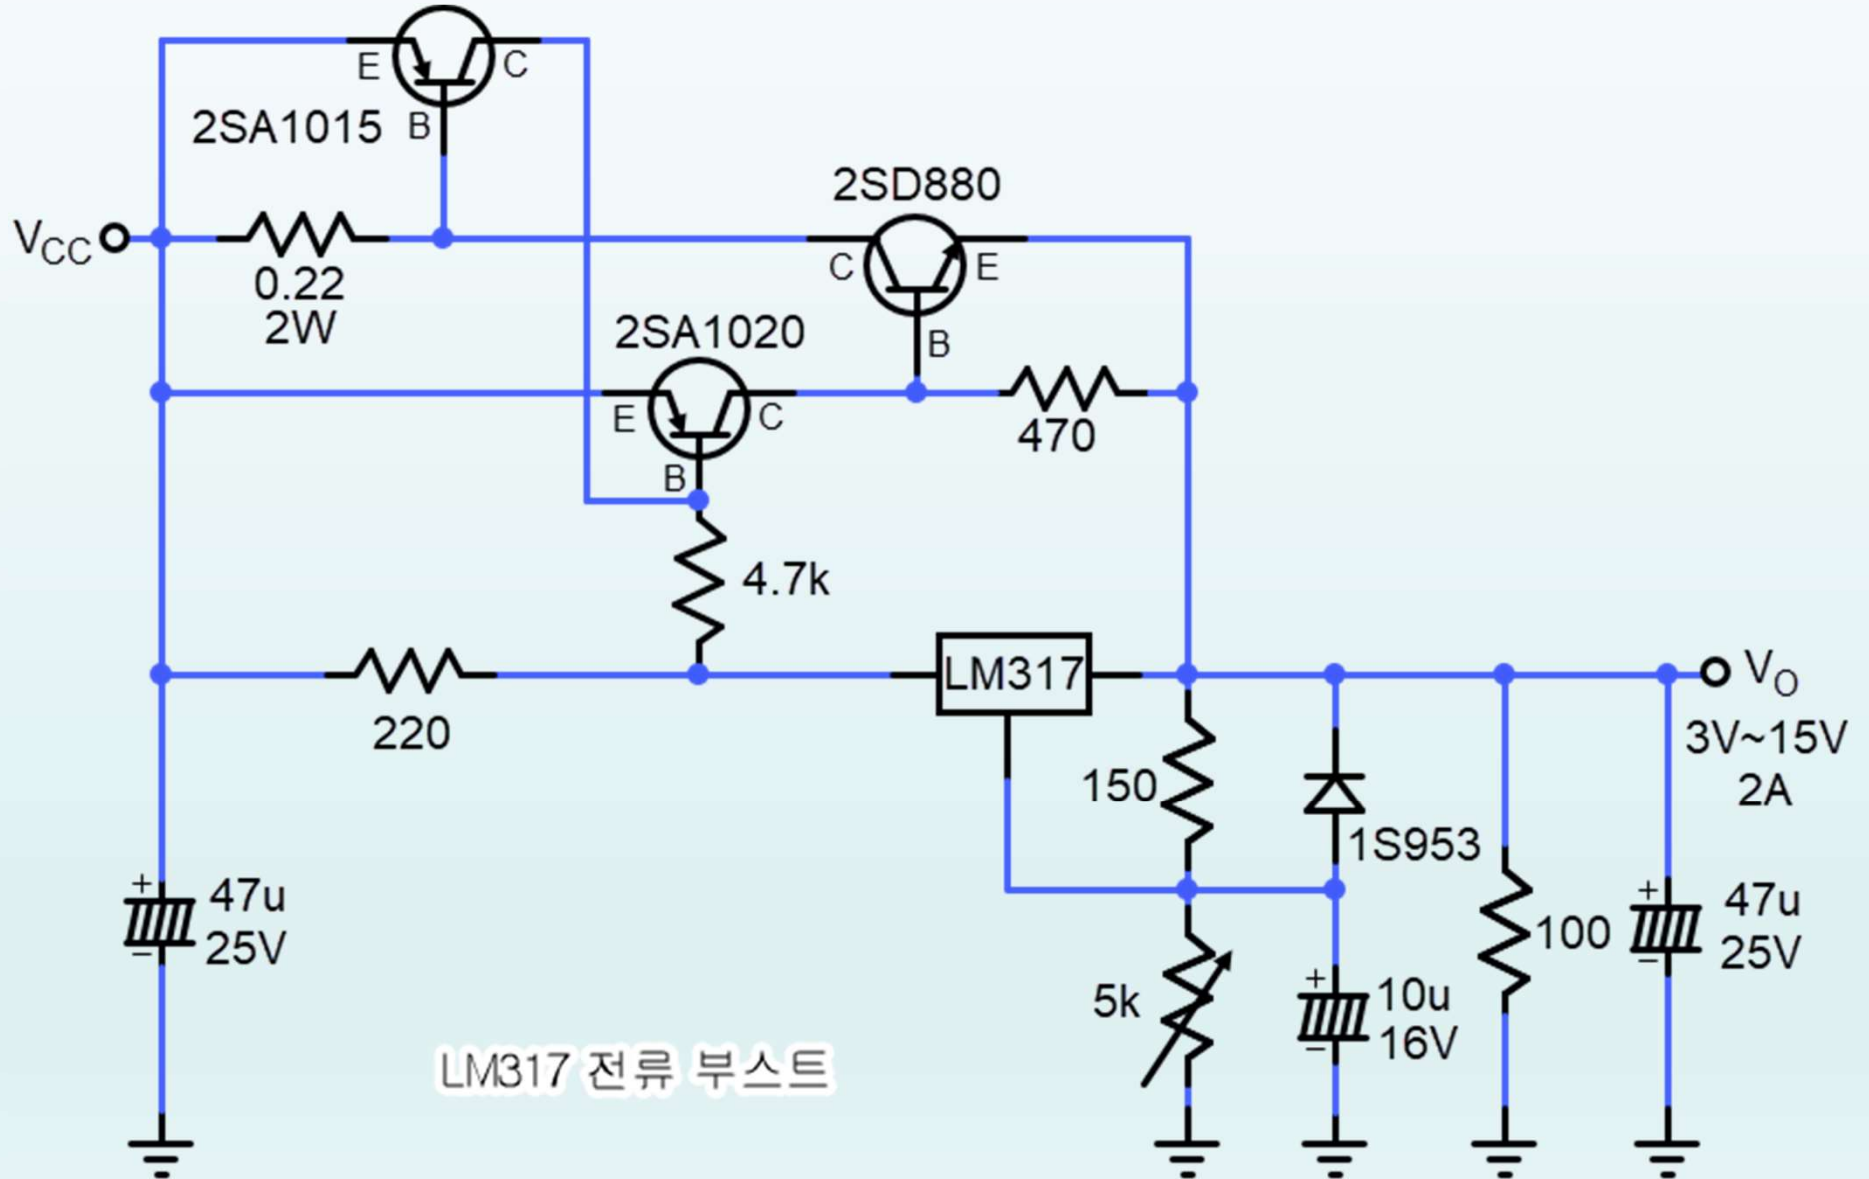 E
C
2SA1015
B
VCC
0.22
2W
2SD880
C
E
B
2SA1020
E
C
B
470
4.7k
220
LM317
VO
3V~15V
2A
150
1S953
+
47u
25V
−
5k
+
10u
16V
−
100
+
47u
25V
−
LM317 전류 부스트